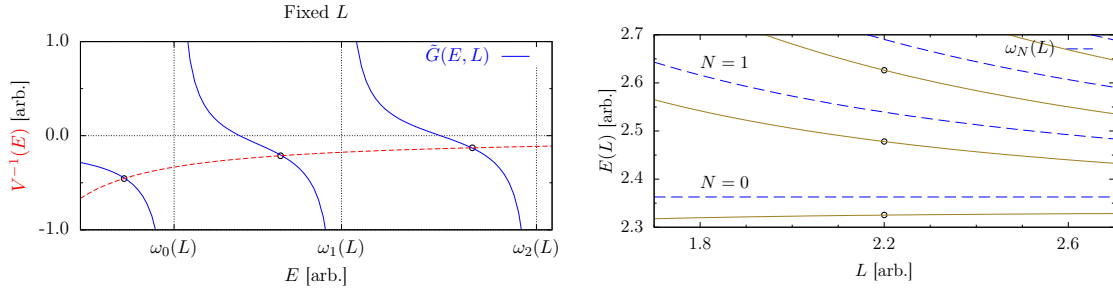 Fixed L
V⁻¹(E) [arb.]
1.0
0.0
-1.0
G̃(E, L)
ω₀(L)
ω₁(L)
ω₂(L)
E [arb.]
E(L) [arb.]
2.7
2.6
2.5
2.4
2.3
N = 1
N = 0
ω_N(L)
1.8
2.2
2.6
L [arb.]